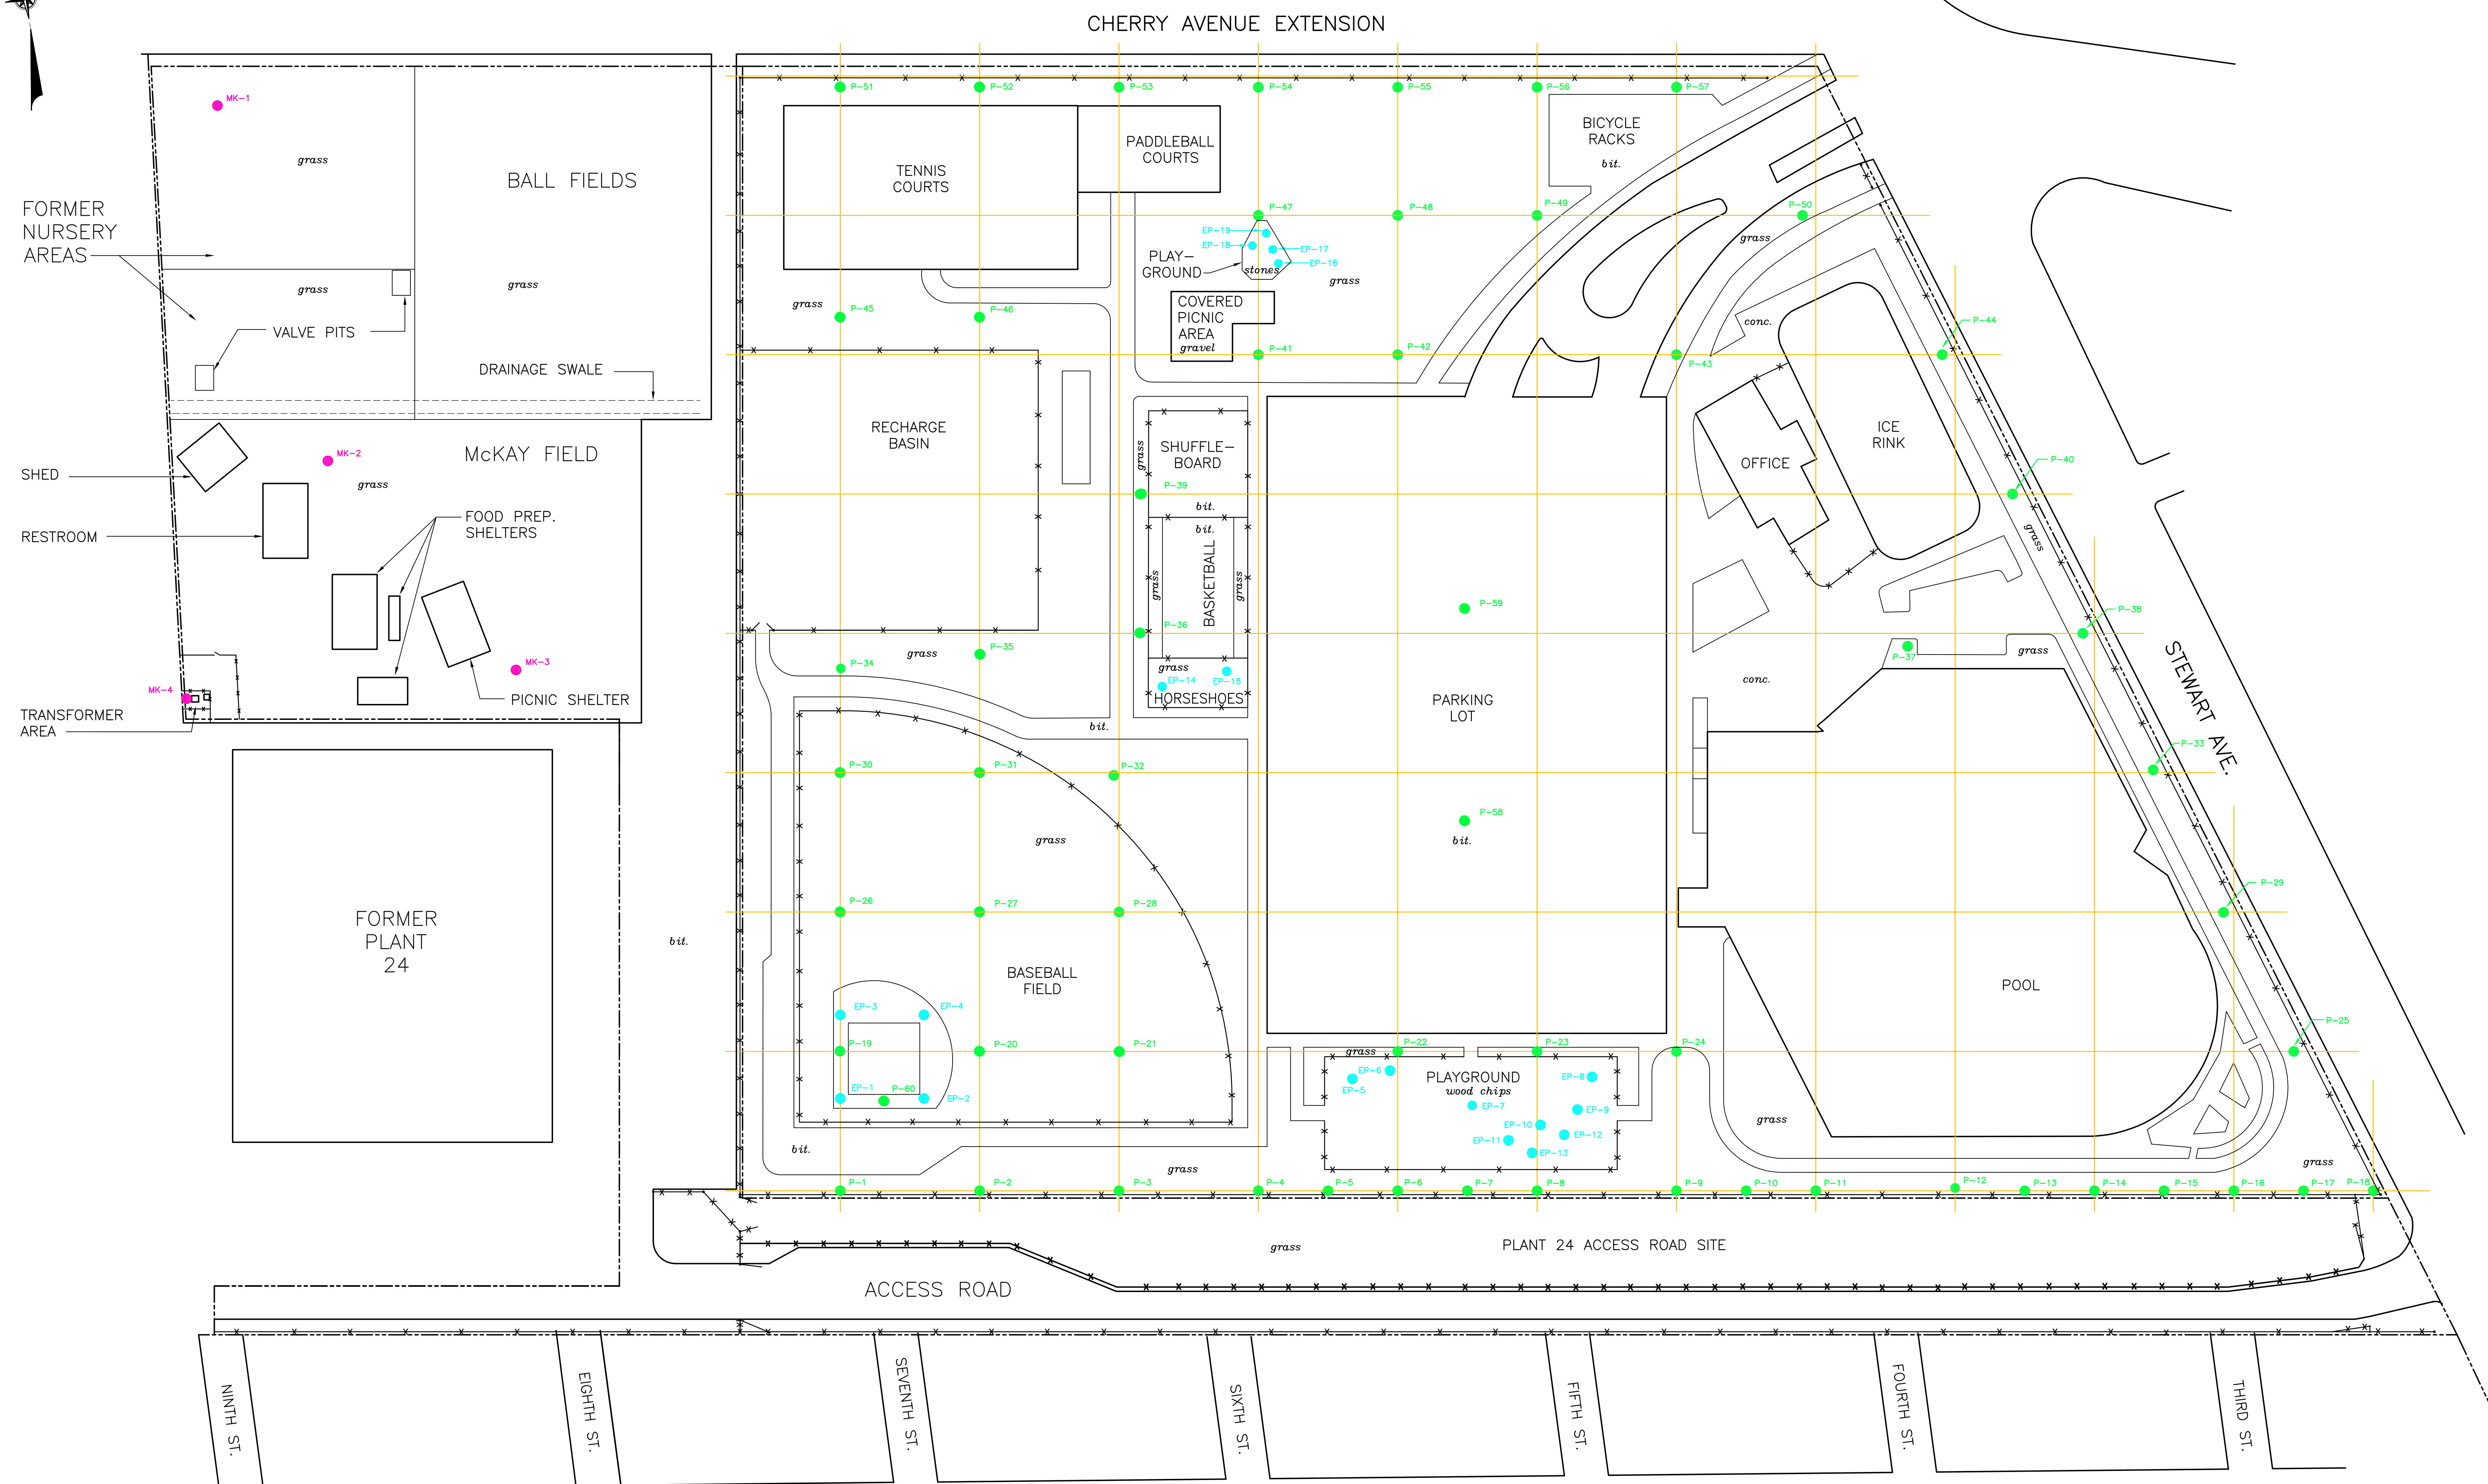 CHERRY AVENUE EXTENSION
MK-1
P-51
P-52
P-53
P-54
P-55
P-56
P-57
grass
BALL FIELDS
TENNIS
COURTS
PADDLEBALL
COURTS
BICYCLE
RACKS
bit.
FORMER
NURSERY
AREAS
P-47
P-48
P-49
P-50
EP-19
EP-18
EP-17
EP-16
PLAY-
GROUND
stones
grass
grass
grass
grass
grass
VALVE PITS
COVERED
PICNIC
AREA
gravel
P-45
P-46
conc.
P-44
P-41
P-42
P-43
DRAINAGE SWALE
RECHARGE
BASIN
McKAY FIELD
MK-2
SHED
grass
grass
SHUFFLE-
BOARD
OFFICE
ICE
RINK
P-40
P-39
bit.
bit.
RESTROOM
FOOD PREP.
SHELTERS
grass
BASKETBALL
grass
grass
P-59
P-38
P-36
grass
P-37
grass
P-34
P-35
MK-3
grass
EP-14
EP-15
HORSESHOES
conc.
STEWART AVE.
MK-4
PICNIC SHELTER
PARKING
LOT
TRANSFORMER
AREA
bit.
P-33
P-30
P-31
P-32
P-58
bit.
grass
P-29
P-26
P-27
P-28
FORMER
PLANT
24
bit.
BASEBALL
FIELD
POOL
EP-3
EP-4
P-25
P-19
P-20
P-21
grass
P-22
P-23
P-24
EP-6
EP-5
PLAYGROUND
wood chips
EP-8
EP-1
P-60
EP-2
EP-7
EP-9
EP-10
EP-12
EP-11
EP-13
grass
bit.
grass
grass
P-1
P-2
P-3
P-4
P-5
P-6
P-7
P-8
P-9
P-10
P-11
P-12
P-13
P-14
P-15
P-16
P-17
P-18
grass
PLANT 24 ACCESS ROAD SITE
ACCESS ROAD
NINTH ST.
EIGHTH ST.
SEVENTH ST.
SIXTH ST.
FIFTH ST.
FOURTH ST.
THIRD ST.